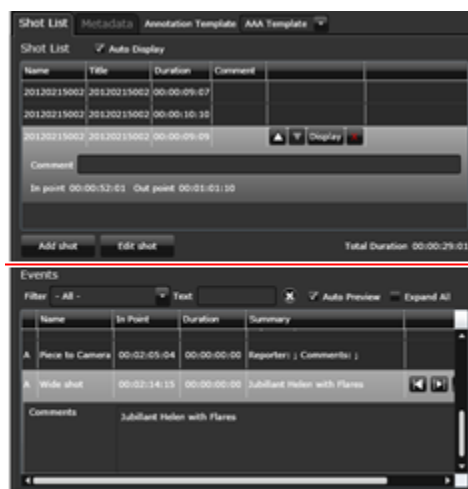 Shot List Metadata Annotation Template AAA Template
Shot List Auto Display
Name Title Duration Comment
20120215002 20120215002 00:00:09:07
20120215002 20120215002 00:00:10:10
20120215002 20120215002 00:00:09:09 Display
Comment
In point 00:00:52:01 Out point 00:01:01:10
Add shot Edit shot Total Duration 00:00:29:01
Events
Filter - All - Text Auto Preview Expand All
Name In Point Duration Summary
A Piece to Camera 00:02:05:04 00:00:00:00 Reporter: ; Comments: ;
A Wide shot 00:02:14:15 00:00:00:00 Jubillant Helen with Flares
Comments Jubillant Helen with Flares